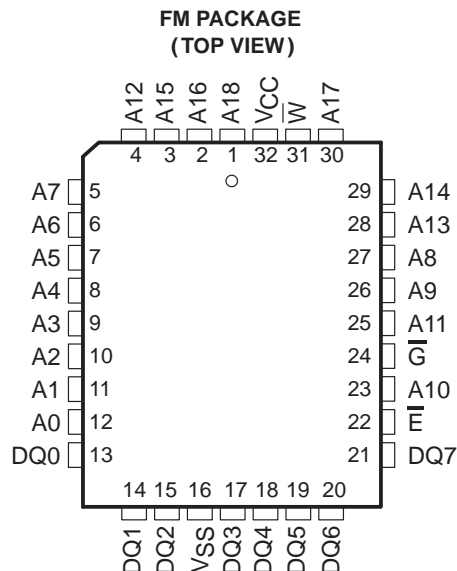 FM PACKAGE
(TOP VIEW)
A12 A15 A16 A18 VCC W̅ A17
4 3 2 1 32 31 30
A7 5 29 A14
A6 6 28 A13
A5 7 27 A8
A4 8 26 A9
A3 9 25 A11
A2 10 24 G̅
A1 11 23 A10
A0 12 22 E̅
DQ0 13 21 DQ7
14 15 16 17 18 19 20
DQ1 DQ2 VSS DQ3 DQ4 DQ5 DQ6